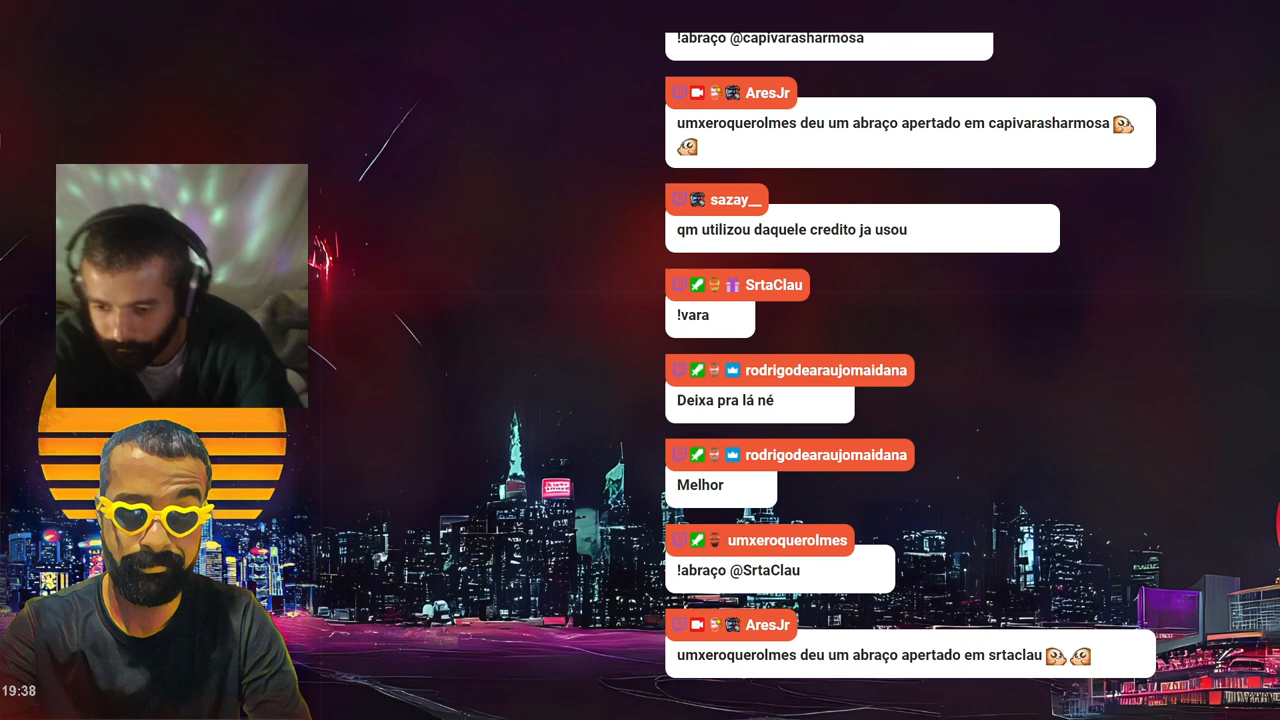 !abraço @capivarasharmosa
AresJr
umxeroquerolmes deu um abraço apertado em capivarasharmosa
sazay__
qm utilizou daquele credito ja usou
SrtaClau
!vara
rodrigodearaujomaidana
Deixa pra lá né
rodrigodearaujomaidana
Melhor
umxeroquerolmes
!abraço @SrtaClau
AresJr
umxeroquerolmes deu um abraço apertado em srtaclau
19:38